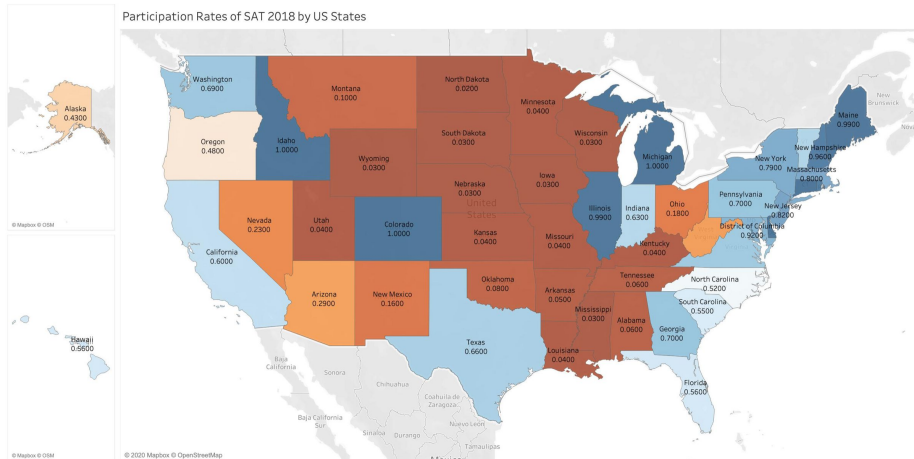 Participation Rates of SAT 2018 by US States
Alaska
0.4300
© Mapbox © OSM
Hawaii
0.5600
© Mapbox © OSM
Washington
0.6900
Montana
0.1000
North Dakota
0.0200
Minnesota
0.0400
Maine
0.9900
New
Brunswick
Oregon
0.4800
Idaho
1.0000
South Dakota
0.0300
Wisconsin
0.0300
Michigan
1.0000
New Hampshire
0.9600
New York
0.7900
Massachusetts
0.8000
Wyoming
0.0300
Nebraska
0.0300
Iowa
0.0300
Pennsylvania
0.7000
New Jersey
0.8200
Nevada
0.2300
Utah
0.0400
Colorado
1.0000
United
States
Kansas
0.0400
Missouri
0.0400
Illinois
0.9900
Indiana
0.6300
Ohio
0.1800
District of Columbia
0.9200
Kentucky
0.0400
California
0.6000
Arizona
0.2900
New Mexico
0.1600
Oklahoma
0.0800
Arkansas
0.0500
Tennessee
0.0600
North Carolina
0.5200
South Carolina
0.5500
Mississippi
0.0300
Alabama
0.0600
Georgia
0.7000
Texas
0.6600
Louisiana
0.0400
Florida
0.5600
Baja
California
Sonora
Chihuahua
Coahuila de
Zaragoza
Baja California
Sur
Sinaloa
Durango
Nuevo León
Tamaulipas
© 2020 Mapbox © OpenStreetMap